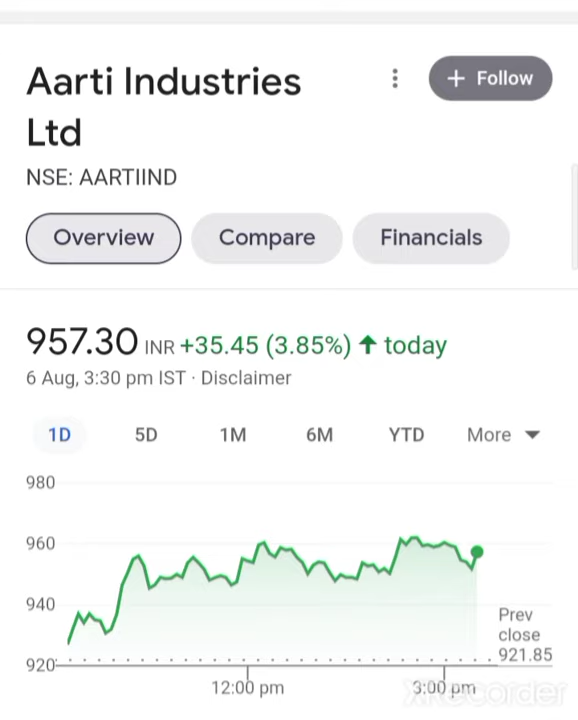 Aarti Industries
Ltd
+ Follow
NSE: AARTIIND
Overview
Compare
Financials
957.30 INR +35.45 (3.85%) ↑ today
6 Aug, 3:30 pm IST · Disclaimer
1D 5D 1M 6M YTD More
980
960
940
920
Prev
close
921.85
12:00 pm
3:00 pm
XRecorder